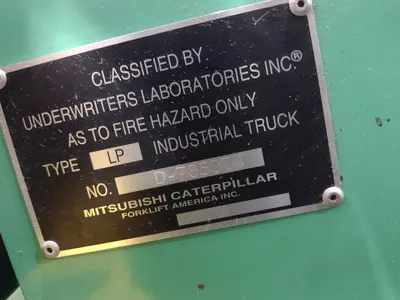 CLASSIFIED BY
UNDERWRITERS LABORATORIES INC.®
AS TO FIRE HAZARD ONLY
TYPE LP INDUSTRIAL TRUCK
NO.
MITSUBISHI CATERPILLAR
FORKLIFT AMERICA INC.